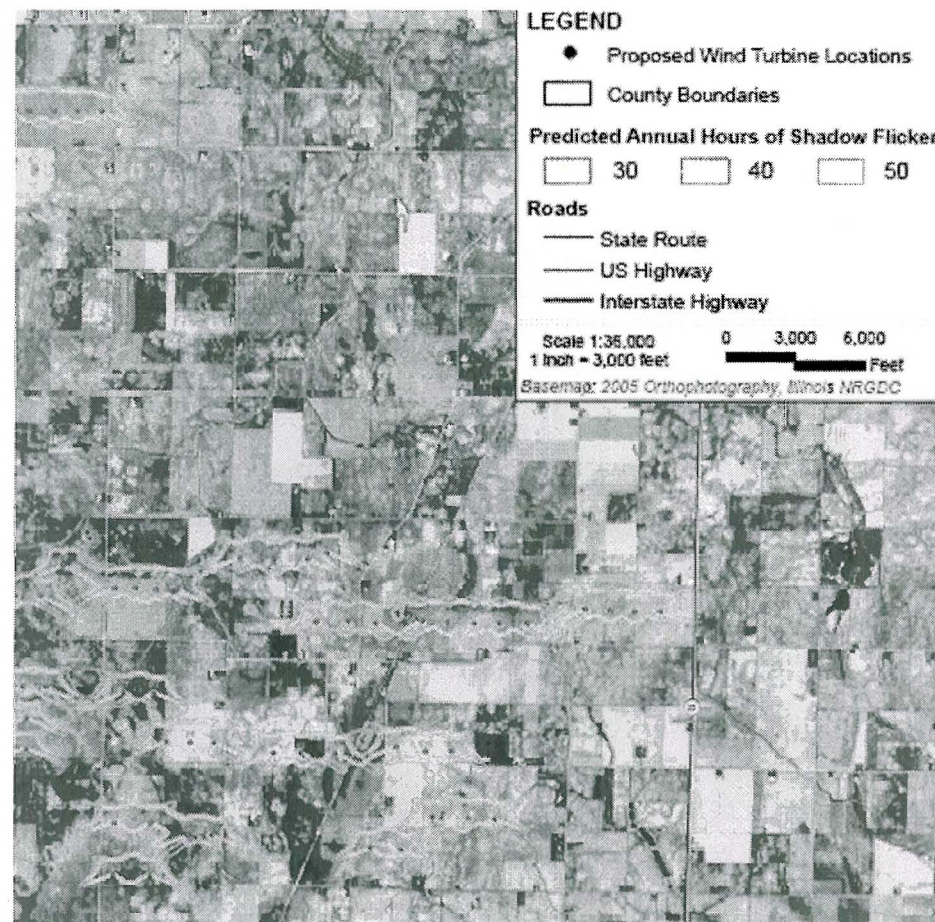 LEGEND
Proposed Wind Turbine Locations
County Boundaries
Predicted Annual Hours of Shadow Flicker
30 40 50
Roads
State Route
US Highway
Interstate Highway
Scale 1:36,000
1 Inch = 3,000 feet
0 3,000 6,000
Feet
Basemap: 2005 Orthophotography, Illinois NRGDC